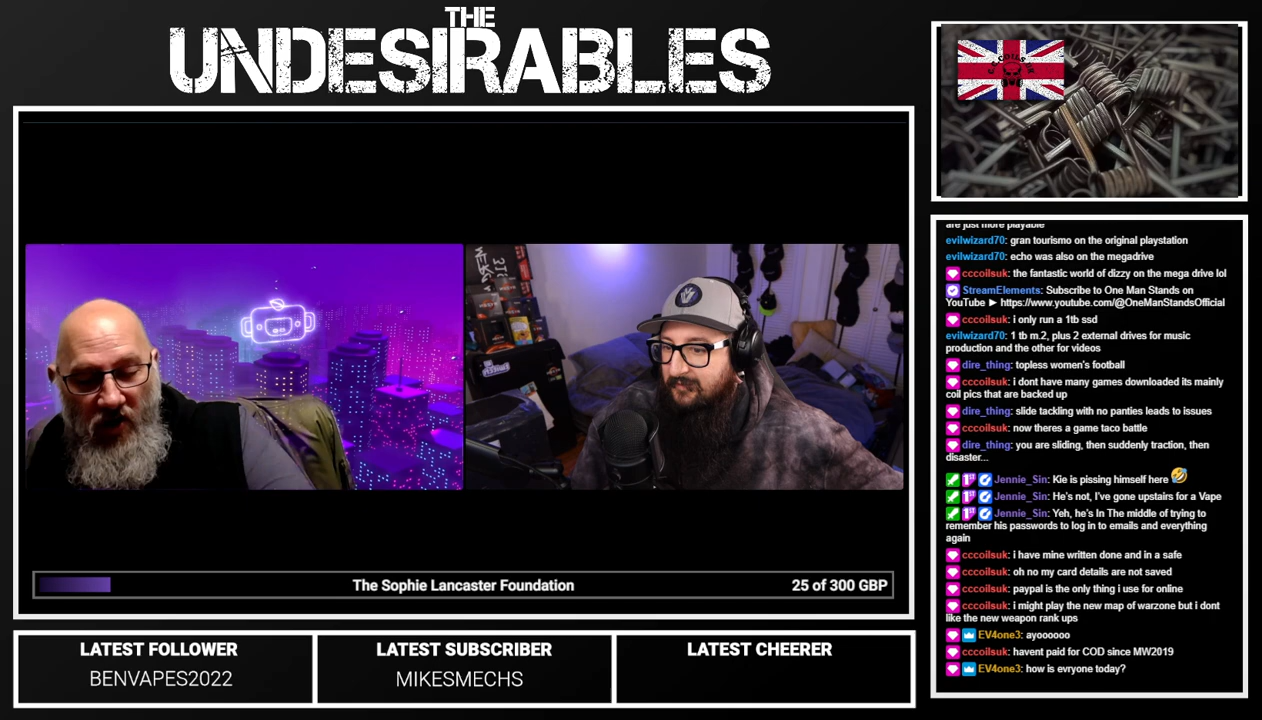 THE
UNDESIRABLES
The Sophie Lancaster Foundation
25 of 300 GBP
LATEST FOLLOWER
BENVAPES2022
LATEST SUBSCRIBER
MIKESMECHS
LATEST CHEERER
are just more playable
evilwizard70: gran tourismo on the original playstation
evilwizard70: echo was also on the megadrive
cccoilsuk: the fantastic world of dizzy on the mega drive lol
StreamElements: Subscribe to One Man Stands on
YouTube ► https://www.youtube.com/@OneManStandsOfficial
cccoilsuk: i only run a 1tb ssd
evilwizard70: 1 tb m.2, plus 2 external drives for music
production and the other for videos
dire_thing: topless women's football
cccoilsuk: i dont have many games downloaded its mainly
coil pics that are backed up
dire_thing: slide tackling with no panties leads to issues
cccoilsuk: now theres a game taco battle
dire_thing: you are sliding, then suddenly traction, then
disaster...
Jennie_Sin: Kie is pissing himself here 🤣
Jennie_Sin: He's not, I've gone upstairs for a Vape
Jennie_Sin: Yeh, he's In The middle of trying to
remember his passwords to log in to emails and everything
again
cccoilsuk: i have mine written done and in a safe
cccoilsuk: oh no my card details are not saved
cccoilsuk: paypal is the only thing i use for online
cccoilsuk: i might play the new map of warzone but i dont
like the new weapon rank ups
EV4one3: ayoooooo
cccoilsuk: havent paid for COD since MW2019
EV4one3: how is evryone today?